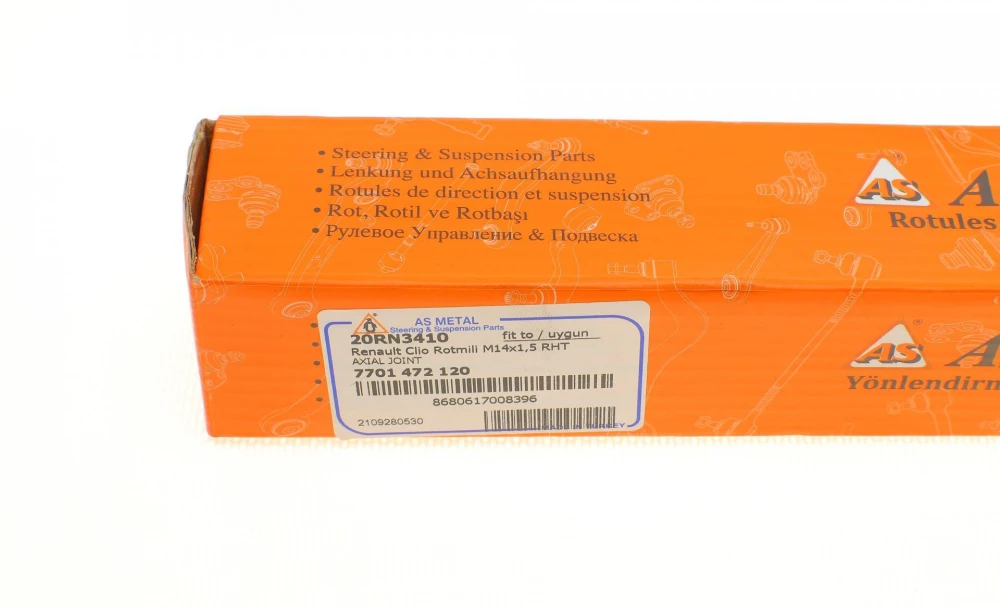 • Steering & Suspension Parts
• Lenkung und Achsaufhangung
• Rotules de direction et suspension
• Rot, Rotil ve Rotbaşı
• Рулевое Управление & Подвеска
AS A
Rotules
AS METAL
Steering & Suspension Parts
20RN3410 fit to / uygun
Renault Clio Rotmili M14x1,5 RHT
AXIAL JOINT
7701 472 120
8680617008396
2109280530
MADE IN TURKEY
AS A
Yönlendirm